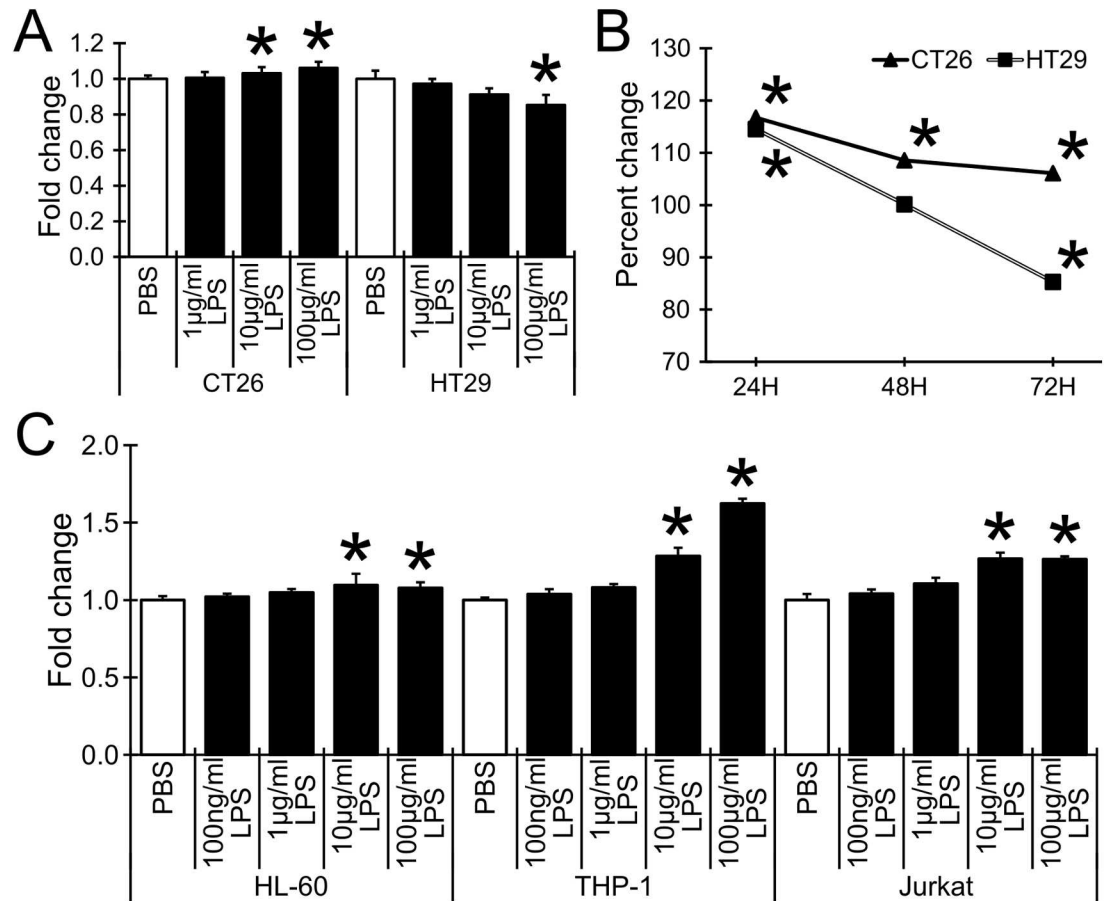 A
Fold change
1.2
1.0
0.8
0.6
0.4
0.2
0.0
* * *
PBS
1µg/ml LPS
10µg/ml LPS
100µg/ml LPS
PBS
1µg/ml LPS
10µg/ml LPS
100µg/ml LPS
CT26 HT29
B
Percent change
130
120
110
100
90
80
70
CT26 HT29
* * *
* *
24H 48H 72H
C
Fold change
2.0
1.5
1.0
0.5
0.0
* * * * * *
PBS
100ng/ml LPS
1µg/ml LPS
10µg/ml LPS
100µg/ml LPS
PBS
100ng/ml LPS
1µg/ml LPS
10µg/ml LPS
100µg/ml LPS
PBS
100ng/ml LPS
1µg/ml LPS
10µg/ml LPS
100µg/ml LPS
HL-60 THP-1 Jurkat